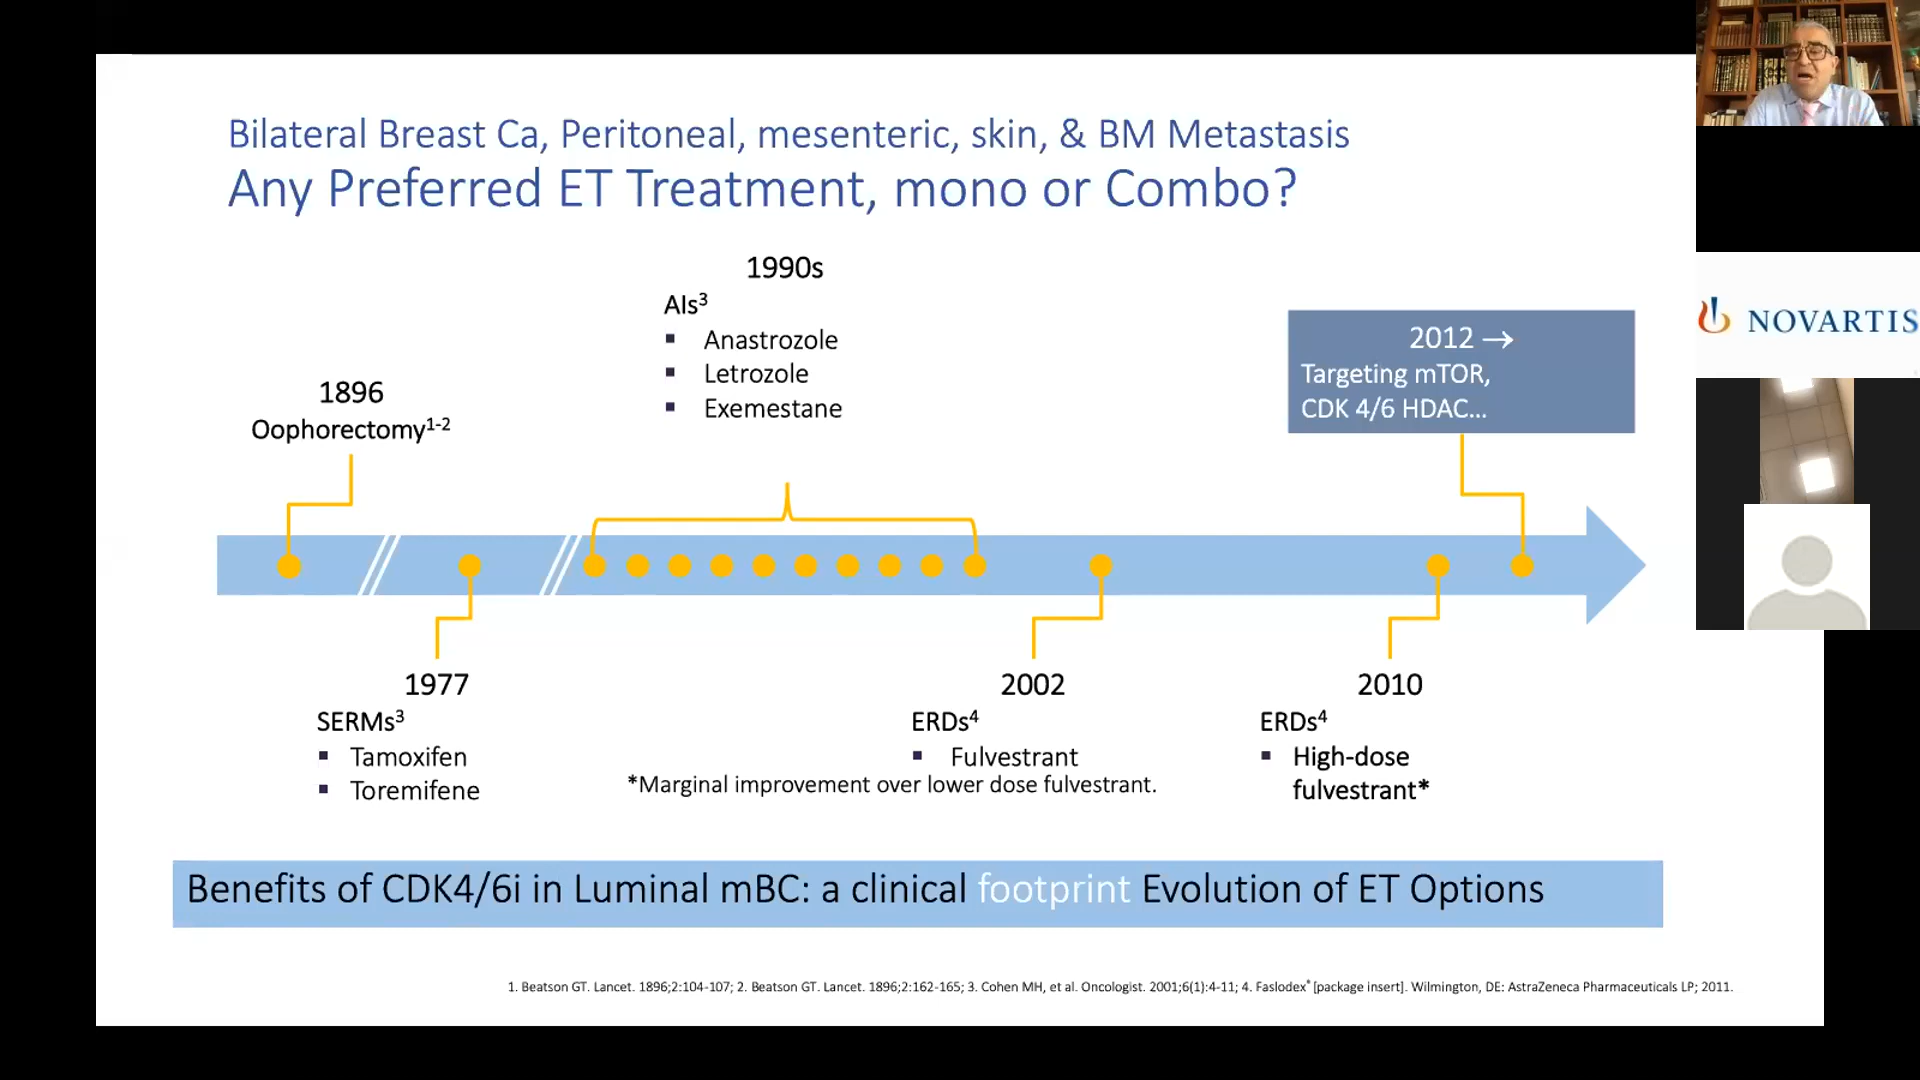 Bilateral Breast Ca, Peritoneal, mesenteric, skin, & BM Metastasis
Any Preferred ET Treatment, mono or Combo?
1990s
AIs³
▪ Anastrozole
▪ Letrozole
▪ Exemestane
2012 →
Targeting mTOR,
CDK 4/6 HDAC...
1896
Oophorectomy¹⁻²
1977
SERMs³
▪ Tamoxifen
▪ Toremifene
2002
ERDs⁴
▪ Fulvestrant
*Marginal improvement over lower dose fulvestrant.
2010
ERDs⁴
▪ High-dose
fulvestrant*
Benefits of CDK4/6i in Luminal mBC: a clinical footprint Evolution of ET Options
1. Beatson GT. Lancet. 1896;2:104-107; 2. Beatson GT. Lancet. 1896;2:162-165; 3. Cohen MH, et al. Oncologist. 2001;6(1):4-11; 4. Faslodex® [package insert]. Wilmington, DE: AstraZeneca Pharmaceuticals LP; 2011.
NOVARTIS